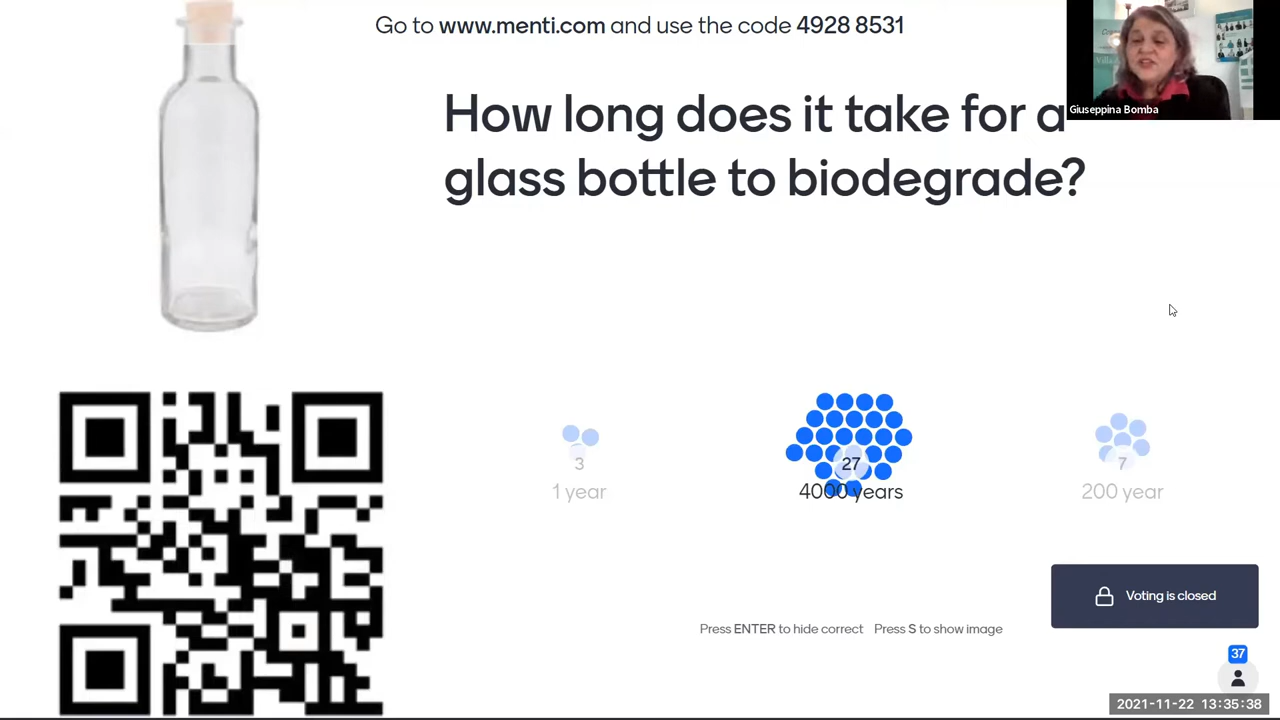 Go to www.menti.com and use the code 4928 8531
How long does it take for a
glass bottle to biodegrade?
Giuseppina Bomba
3
1 year
27
4000 years
7
200 year
Voting is closed
Press ENTER to hide correct Press S to show image
37
2021-11-22 13:35:38